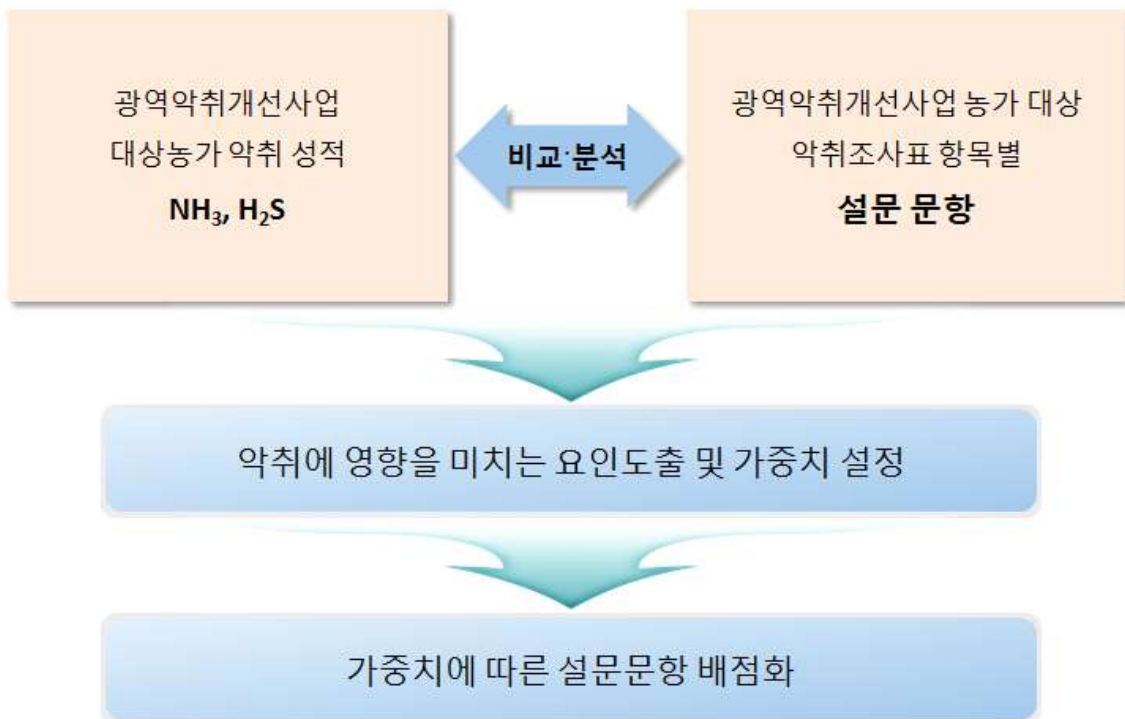 광역악취개선사업
대상농가 악취 성적
NH₃, H₂S
비교·분석
광역악취개선사업 농가 대상
악취조사표 항목별
설문 문항
악취에 영향을 미치는 요인도출 및 가중치 설정
가중치에 따른 설문문항 배점화